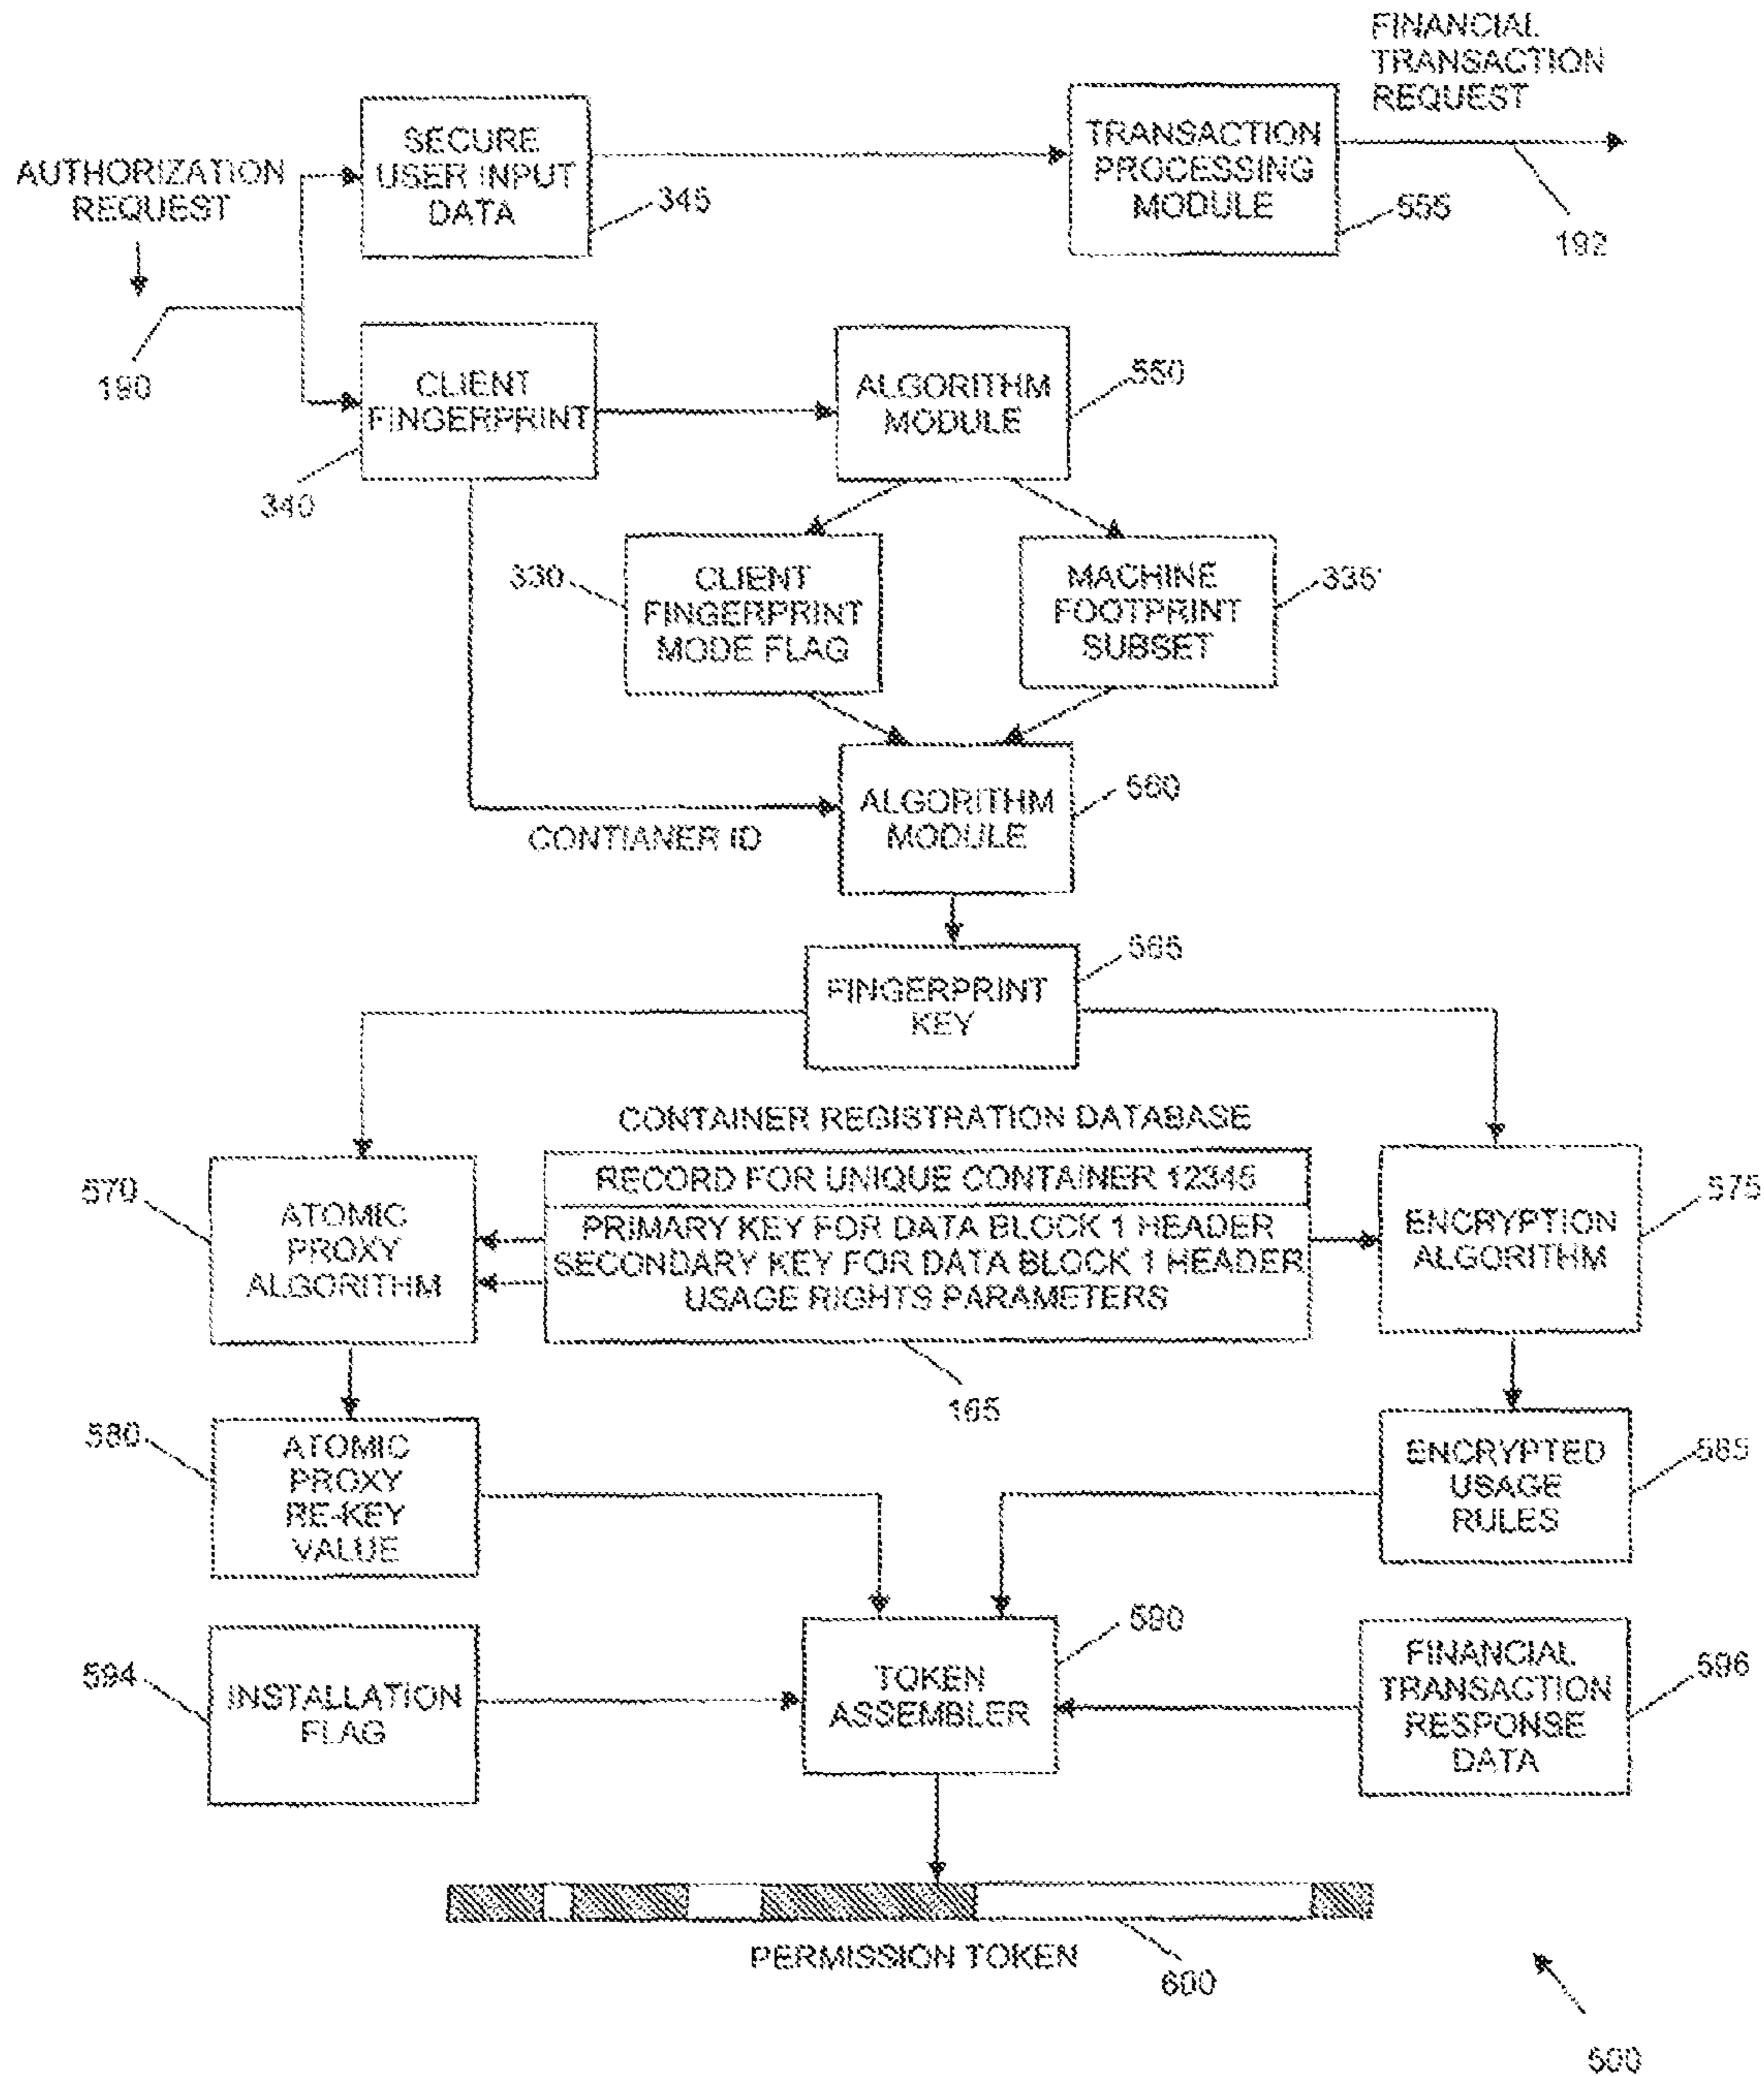 FINANCIAL
TRANSACTION
REQUEST
AUTHORIZATION
REQUEST
SECURE
USER INPUT
DATA
345
TRANSACTION
PROCESSING
MODULE
555
192
190
CLIENT
FINGERPRINT
340
ALGORITHM
MODULE
550
330
CLIENT
FINGERPRINT
MODE FLAG
MACHINE
FOOTPRINT
SUBSET
335'
CONTIANER ID
ALGORITHM
MODULE
560
FINGERPRINT
KEY
565
CONTAINER REGISTRATION DATABASE
RECORD FOR UNIQUE CONTAINER 12345
PRIMARY KEY FOR DATA BLOCK 1 HEADER
SECONDARY KEY FOR DATA BLOCK 1 HEADER
USAGE RIGHTS PARAMETERS
165
570
ATOMIC
PROXY
ALGORITHM
ENCRYPTION
ALGORITHM
575
580
ATOMIC
PROXY
RE-KEY
VALUE
ENCRYPTED
USAGE
RULES
585
594
INSTALLATION
FLAG
TOKEN
ASSEMBLER
590
FINANCIAL
TRANSACTION
RESPONSE
DATA
596
PERMISSION TOKEN
600
500